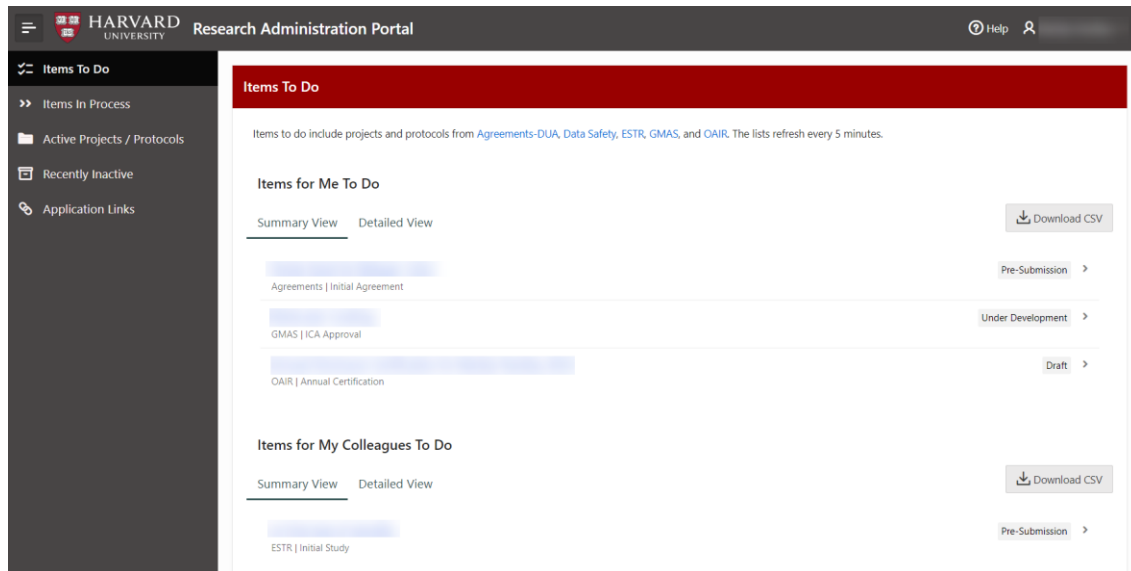 HARVARD
UNIVERSITY
Research Administration Portal
Help
Items To Do
Items In Process
Active Projects / Protocols
Recently Inactive
Application Links
Items To Do
Items to do include projects and protocols from Agreements-DUA, Data Safety, ESTR, GMAS, and OAIR. The lists refresh every 5 minutes.
Items for Me To Do
Summary View Detailed View
Download CSV
Pre-Submission
Agreements | Initial Agreement
Under Development
GMAS | ICA Approval
Draft
OAIR | Annual Certification
Items for My Colleagues To Do
Summary View Detailed View
Download CSV
Pre-Submission
ESTR | Initial Study